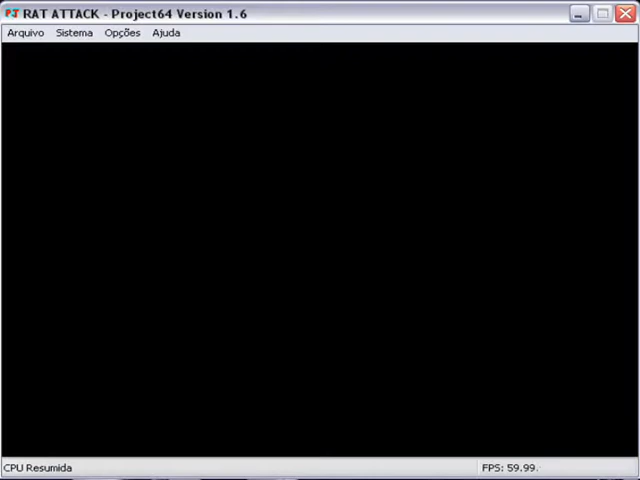 RAT ATTACK - Project64 Version 1.6
Arquivo Sistema Opções Ajuda
CPU Resumida FPS: 59.99